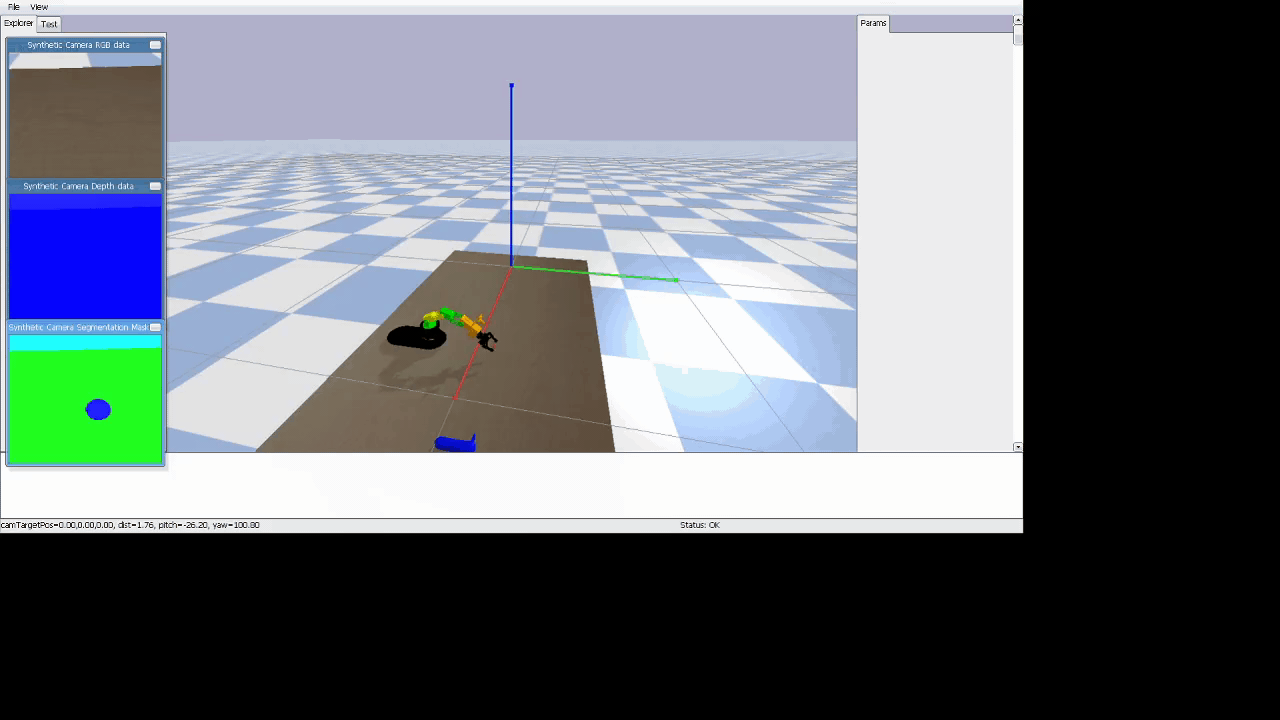 File View
Explorer Test
Params
Synthetic Camera RGB data
Synthetic Camera Depth data
Synthetic Camera Segmentation Mask
camTargetPos=0.00,0.00,0.00, dist=1.76, pitch=-26.20, yaw=100.80
Status: OK